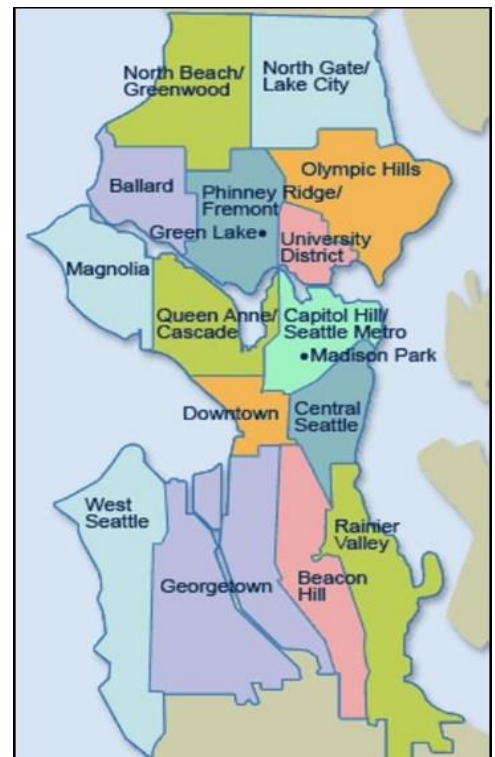 North Beach/
Greenwood
North Gate/
Lake City
Olympic Hills
Ballard
Phinney Ridge/
Fremont
Green Lake
University
District
Magnolia
Queen Anne/
Cascade
Capitol Hill/
Seattle Metro
Madison Park
Downtown
Central
Seattle
West
Seattle
Rainier
Valley
Georgetown
Beacon
Hill